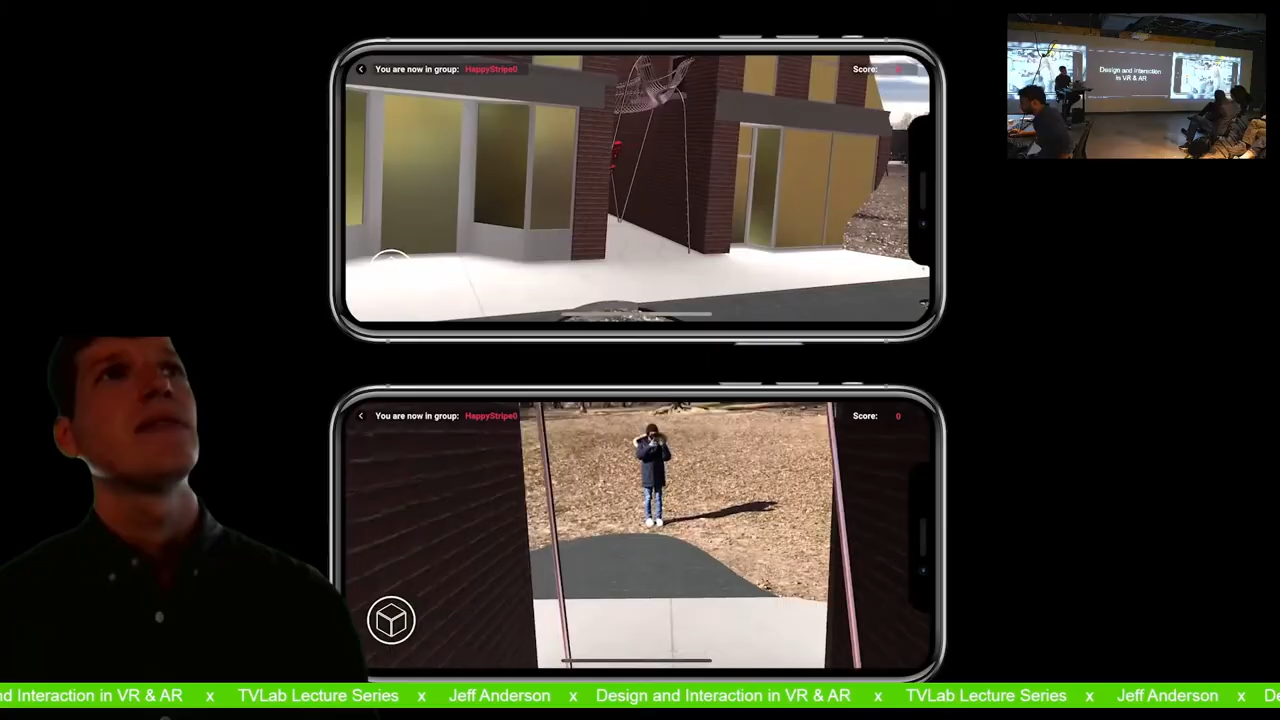 You are now in group: HappyStripe0
Score:
Design and Interaction
in VR & AR
You are now in group: HappyStripe0
Score: 0
nd Interaction in VR & AR x TVLab Lecture Series x Jeff Anderson x Design and Interaction in VR & AR x TVLab Lecture Series x Jeff Anderson x De